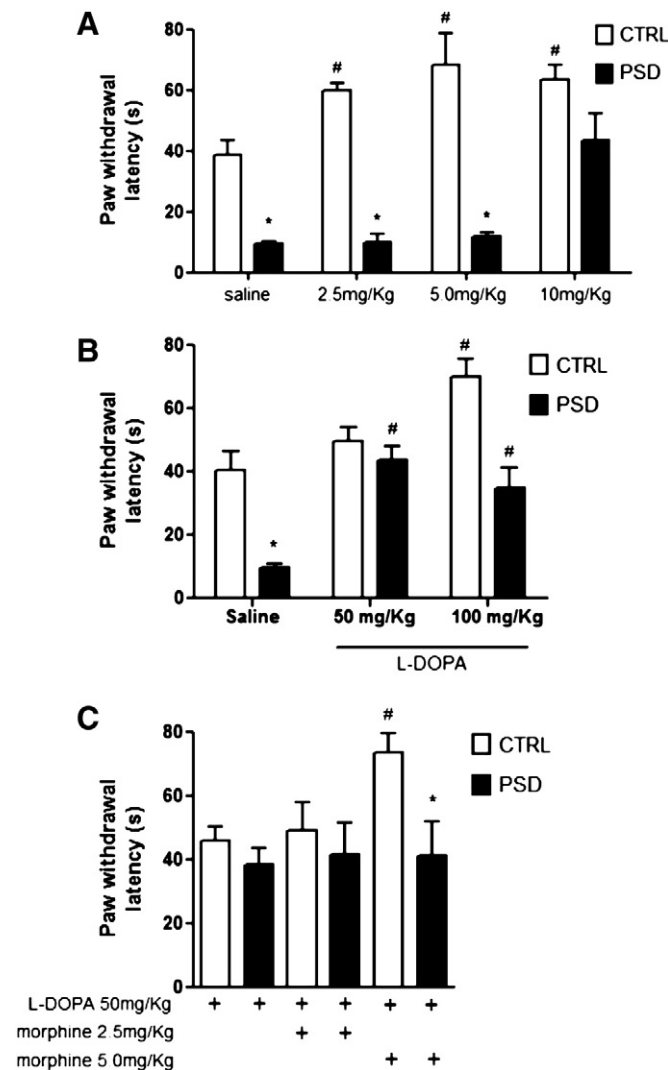 A
Paw withdrawal
latency (s)
80
60
40
20
0
#
#
#
*
*
*
CTRL
PSD
saline
2.5mg/Kg
5.0mg/Kg
10mg/Kg
B
Paw withdrawal
latency (s)
80
60
40
20
0
#
#
#
*
CTRL
PSD
Saline
50 mg/Kg
100 mg/Kg
L-DOPA
C
Paw withdrawal
latency (s)
80
60
40
20
0
#
*
CTRL
PSD
L-DOPA 50mg/Kg + + + + + +
morphine 2.5mg/Kg + +
morphine 5.0mg/Kg + +